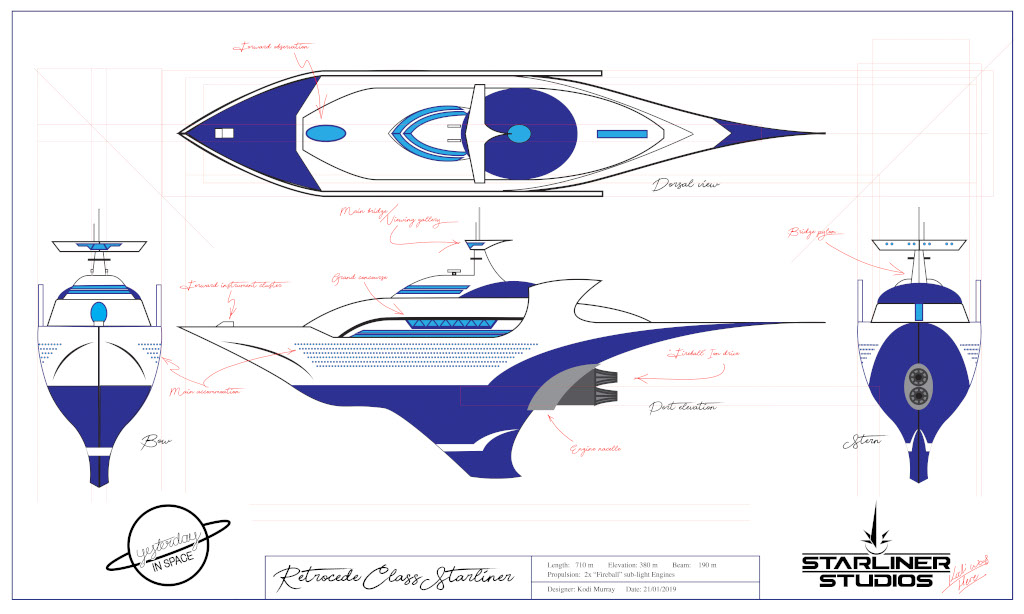 Forward observation
Dorsal view
Main bridge/
Viewing gallery
Bridge pylon
Grand concourse
Forward instrument cluster
Fireball Ion drive
Main accommodation
Port elevation
Bow
Stern
Engine nacelle
yesterday
IN SPACE
Retrocede Class Starliner
Length: 710 m Elevation: 380 m Beam: 190 m
Propulsion: 2x "Fireball" sub-light Engines
Designer: Kodi Murray Date: 21/01/2019
STARLINER
STUDIOS
Here